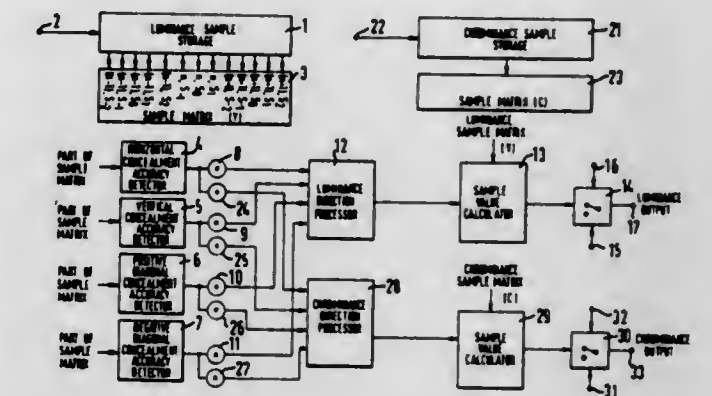 2
LUMINANCE SAMPLE
STORAGE
1
3
SAMPLE MATRIX (Y)
22
CHROMINANCE SAMPLE
STORAGE
21
23
SAMPLE MATRIX (C)
LUMINANCE
SAMPLE MATRIX
(Y)
PART OF
SAMPLE
MATRIX
HORIZONTAL
CONCEALMENT
ACCURACY
DETECTOR
4
8
24
PART OF
SAMPLE
MATRIX
VERTICAL
CONCEALMENT
ACCURACY
DETECTOR
5
9
25
PART OF
SAMPLE
MATRIX
POSITIVE
DIAGONAL
CONCEALMENT
ACCURACY
DETECTOR
6
10
26
PART OF
SAMPLE
MATRIX
NEGATIVE
DIAGONAL
CONCEALMENT
ACCURACY
DETECTOR
7
11
27
12
LUMINANCE
DIRECTION
PROCESSOR
13
SAMPLE
VALUE
CALCULATOR
16
14
LUMINANCE
OUTPUT
17
15
28
CHROMINANCE
DIRECTION
PROCESSOR
CHROMINANCE
SAMPLE MATRIX
(C)
29
SAMPLE
VALUE
CALCULATOR
32
30
CHROMINANCE
OUTPUT
33
31